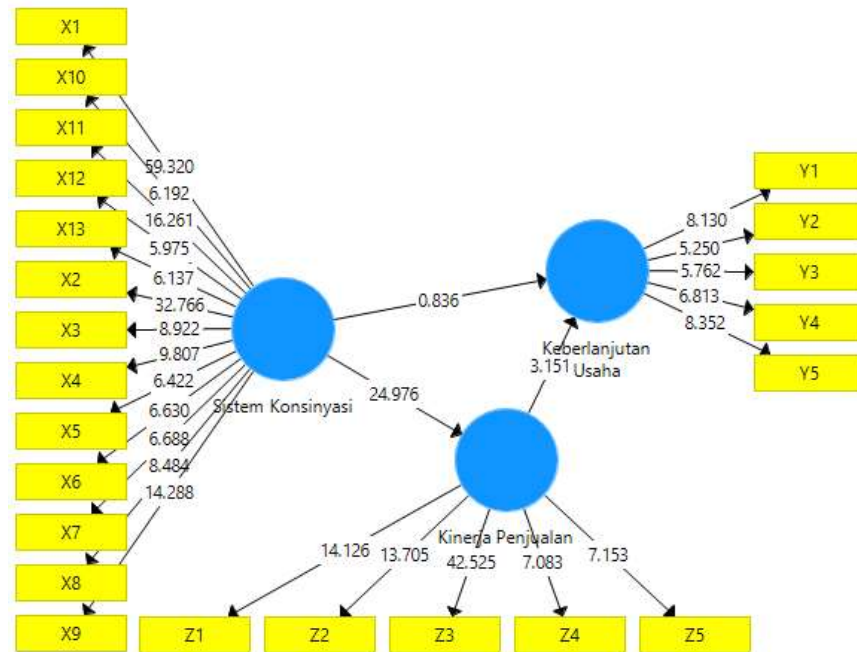 X1
X10
X11
X12
X13
X2
X3
X4
X5
X6
X7
X8
X9
59.320
6.192
16.261
5.975
6.137
32.766
8.922
9.807
6.422
6.630
6.688
8.484
14.288
Sistem Konsinyasi
0.836
24.976
3.151
Keberlanjutan
Usaha
8.130
5.250
5.762
6.813
8.352
Y1
Y2
Y3
Y4
Y5
Kinerja Penjualan
14.126
13.705
42.525
7.083
7.153
Z1
Z2
Z3
Z4
Z5